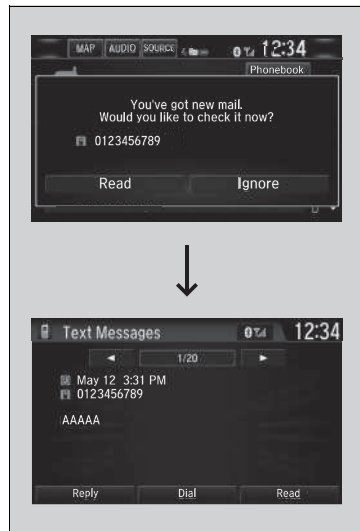 MAP AUDIO SOURCE 12:34
Phonebook
You've got new mail.
Would you like to check it now?
0123456789
Read Ignore
Text Messages 12:34
1/20
May 12 3:31 PM
0123456789
AAAAA
Reply Dial Read